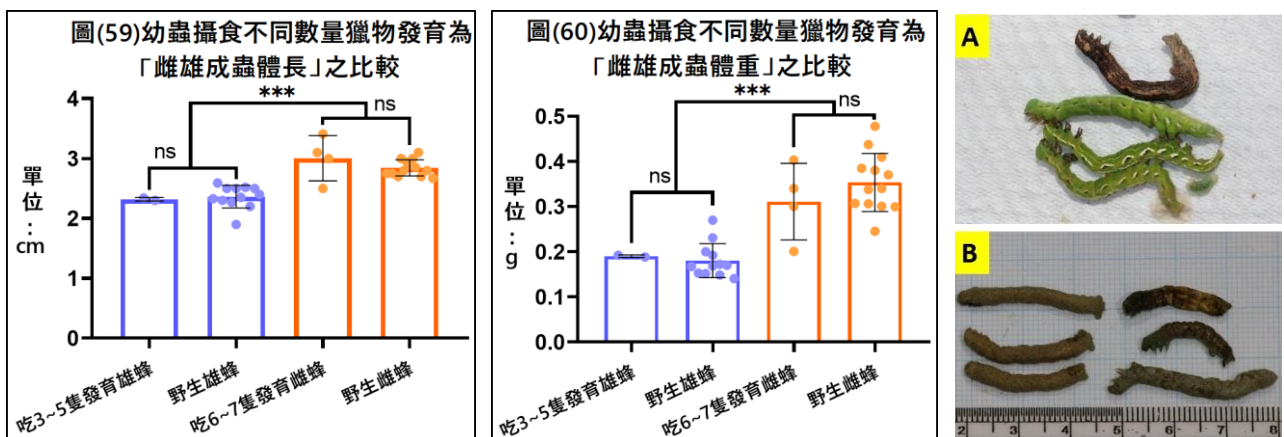 圖(59)幼蟲攝食不同數量獵物發育為
「雌雄成蟲體長」之比較
***
ns
ns
4
3
2
1
0
單位:cm
吃3~5隻發育雄蜂
野生雄蜂
吃6~7隻發育雌蜂
野生雌蜂
圖(60)幼蟲攝食不同數量獵物發育為
「雌雄成蟲體重」之比較
***
ns
ns
0.5
0.4
0.3
0.2
0.1
0.0
單位:g
吃3~5隻發育雄蜂
野生雄蜂
吃6~7隻發育雌蜂
野生雌蜂
A
B
2 3 4 5 6 7 8